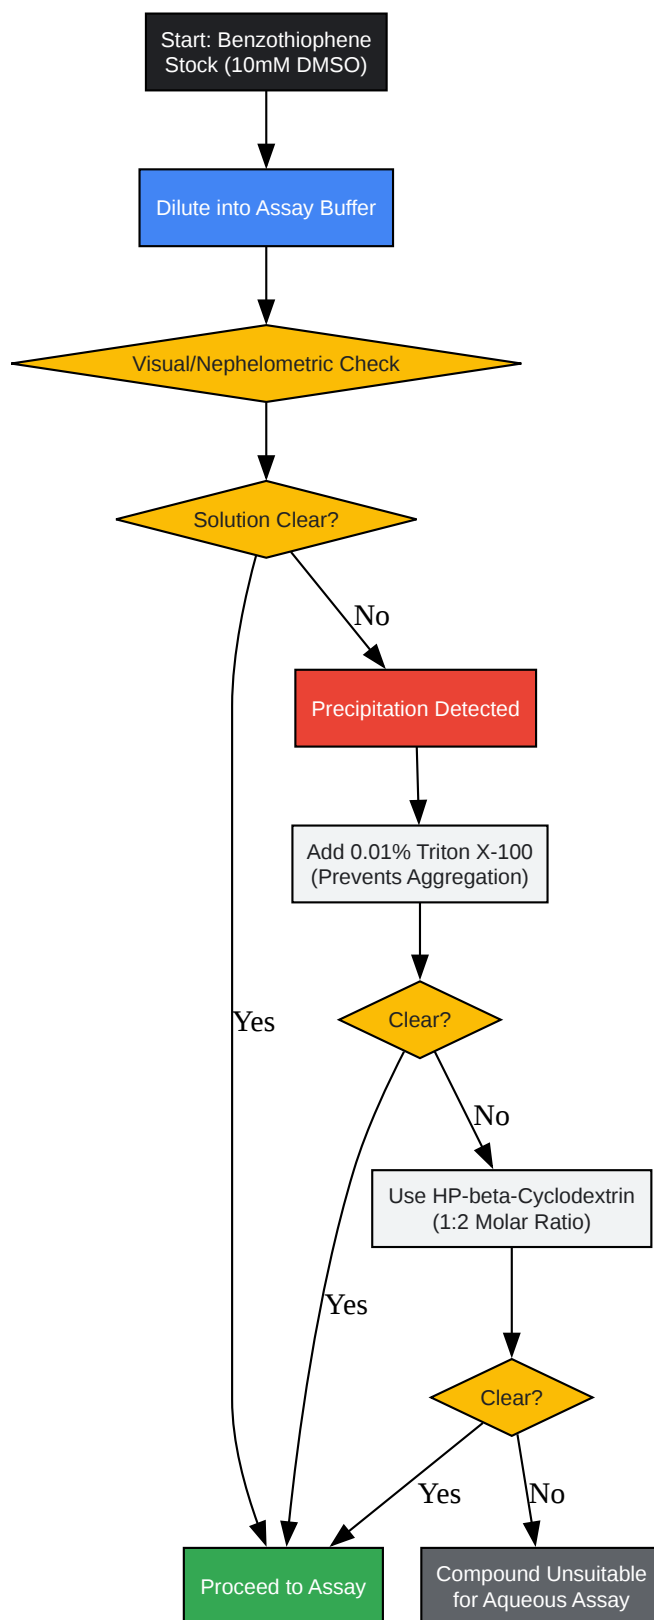 Start: Benzothiophene
Stock (10mM DMSO)
Dilute into Assay Buffer
Visual/Nephelometric Check
Solution Clear?
No
Precipitation Detected
Add 0.01% Triton X-100
(Prevents Aggregation)
Clear?
Yes
No
Use HP-beta-Cyclodextrin
(1:2 Molar Ratio)
Yes
Clear?
Yes
No
Proceed to Assay
Compound Unsuitable
for Aqueous Assay